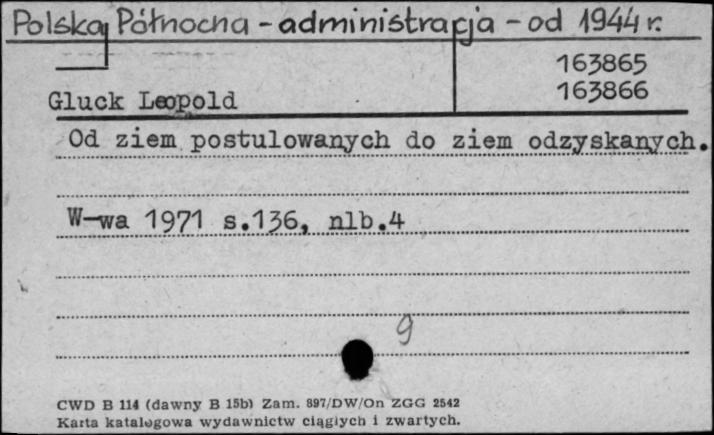 Polska Północna - administracja - od 1944 r.
163865
163866
Gluck Leopold
Od ziem postulowanych do ziem odzyskanych.
W-wa 1971 s.136, nlb.4
9
CWD B 114 (dawny B 15b) Zam. 897/DW/On ZGG 2542
Karta katalogowa wydawnictw ciągłych i zwartych.